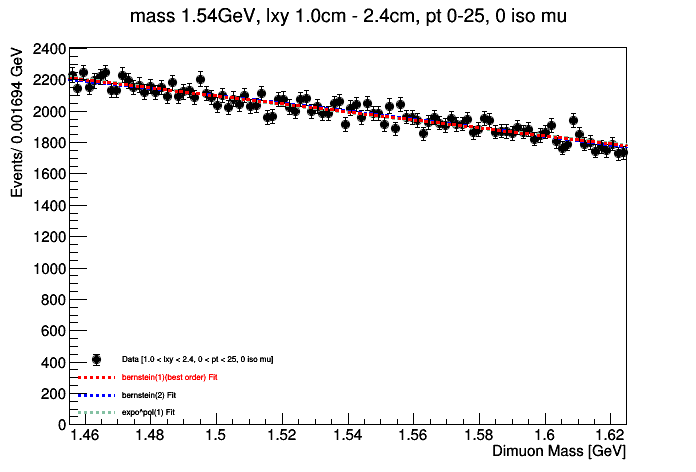 mass 1.54GeV, lxy 1.0cm - 2.4cm, pt 0-25, 0 iso mu
Events/ 0.001694 GeV
2400
2200
2000
1800
1600
1400
1200
1000
800
600
400
200
0
Data [1.0 < lxy < 2.4, 0 < pt < 25, 0 iso mu]
bernstein(1)(best order) Fit
bernstein(2) Fit
expo*pol(1) Fit
1.46 1.48 1.5 1.52 1.54 1.56 1.58 1.6 1.62
Dimuon Mass [GeV]